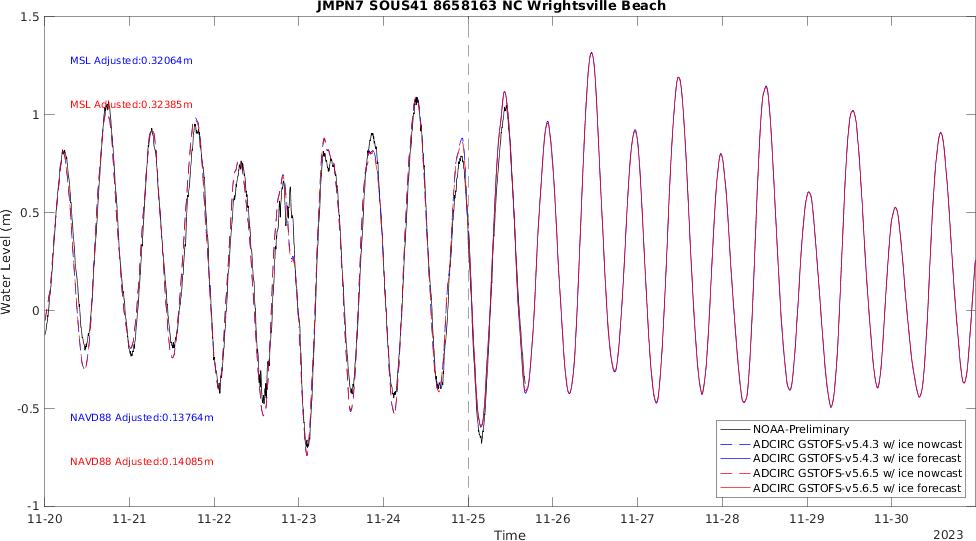 JMPN7 SOUS41 8658163 NC Wrightsville Beach
1.5
MSL Adjusted:0.32064m
MSL Adjusted:0.32385m
1
0.5
Water Level (m)
0
-0.5
NAVD88 Adjusted:0.13764m
NAVD88 Adjusted:0.14085m
NOAA-Preliminary
ADCIRC GSTOFS-v5.4.3 w/ ice nowcast
ADCIRC GSTOFS-v5.4.3 w/ ice forecast
ADCIRC GSTOFS-v5.6.5 w/ ice nowcast
ADCIRC GSTOFS-v5.6.5 w/ ice forecast
-1
11-20 11-21 11-22 11-23 11-24 11-25 11-26 11-27 11-28 11-29 11-30
Time
2023